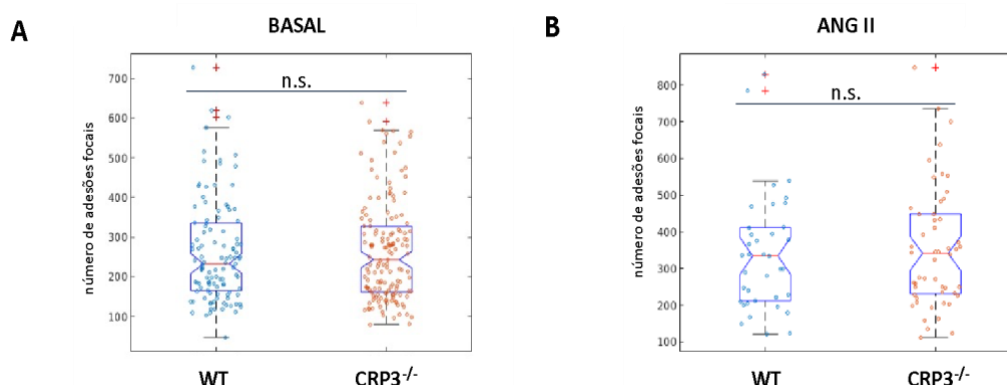 A
BASAL
número de adesões focais
700
600
500
400
300
200
100
n.s.
WT
CRP3-/-
B
ANG II
número de adesões focais
800
700
600
500
400
300
200
100
n.s.
WT
CRP3-/-